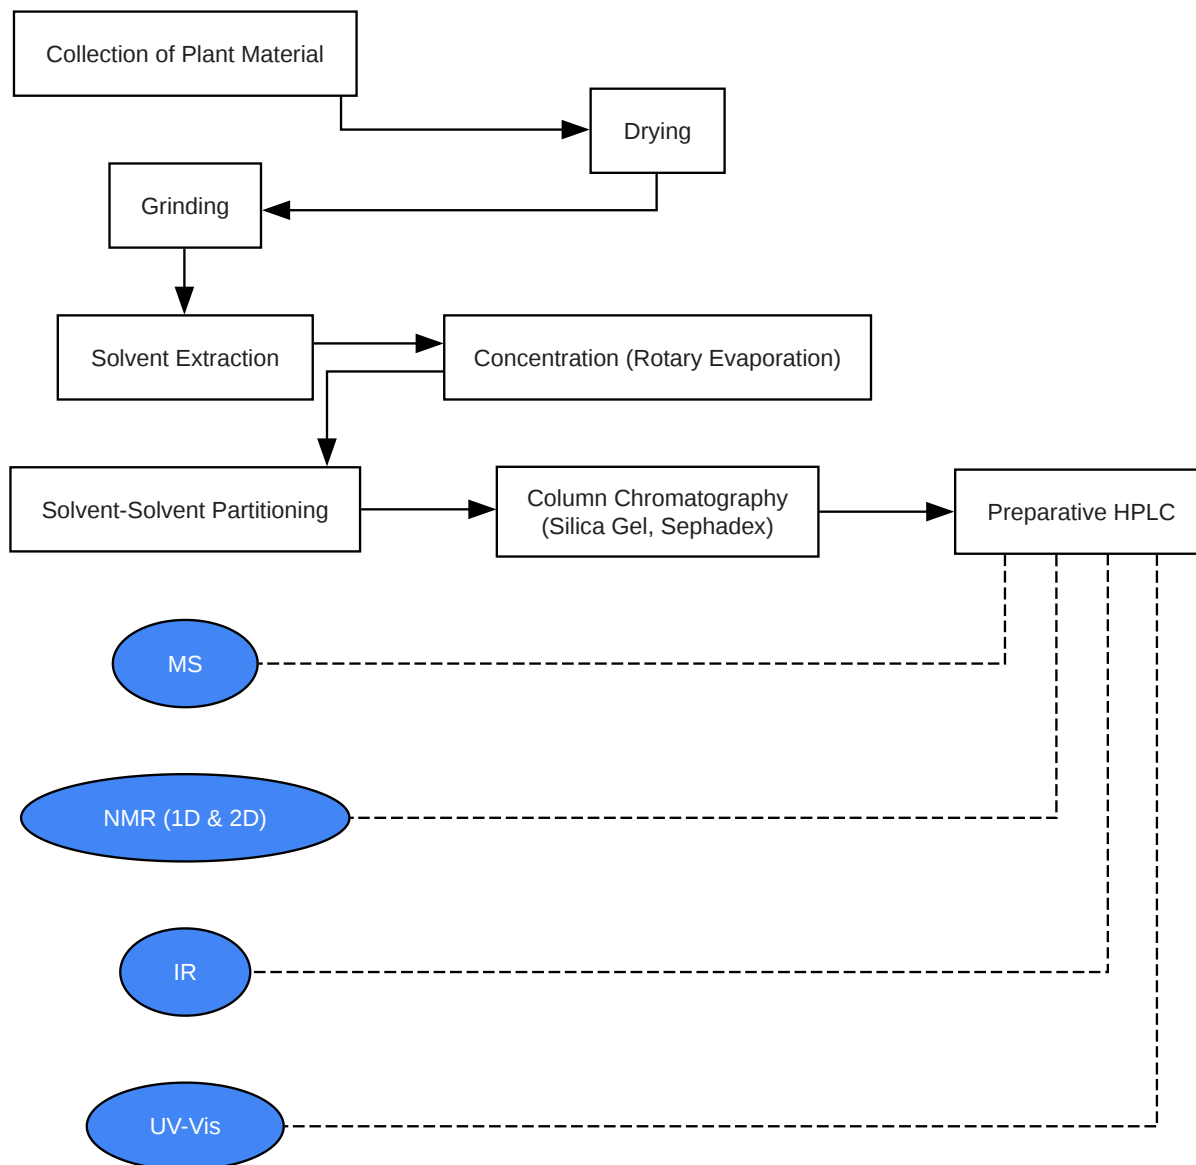 Collection of Plant Material
Drying
Grinding
Solvent Extraction
Concentration (Rotary Evaporation)
Solvent-Solvent Partitioning
Column Chromatography
(Silica Gel, Sephadex)
Preparative HPLC
MS
NMR (1D & 2D)
IR
UV-Vis